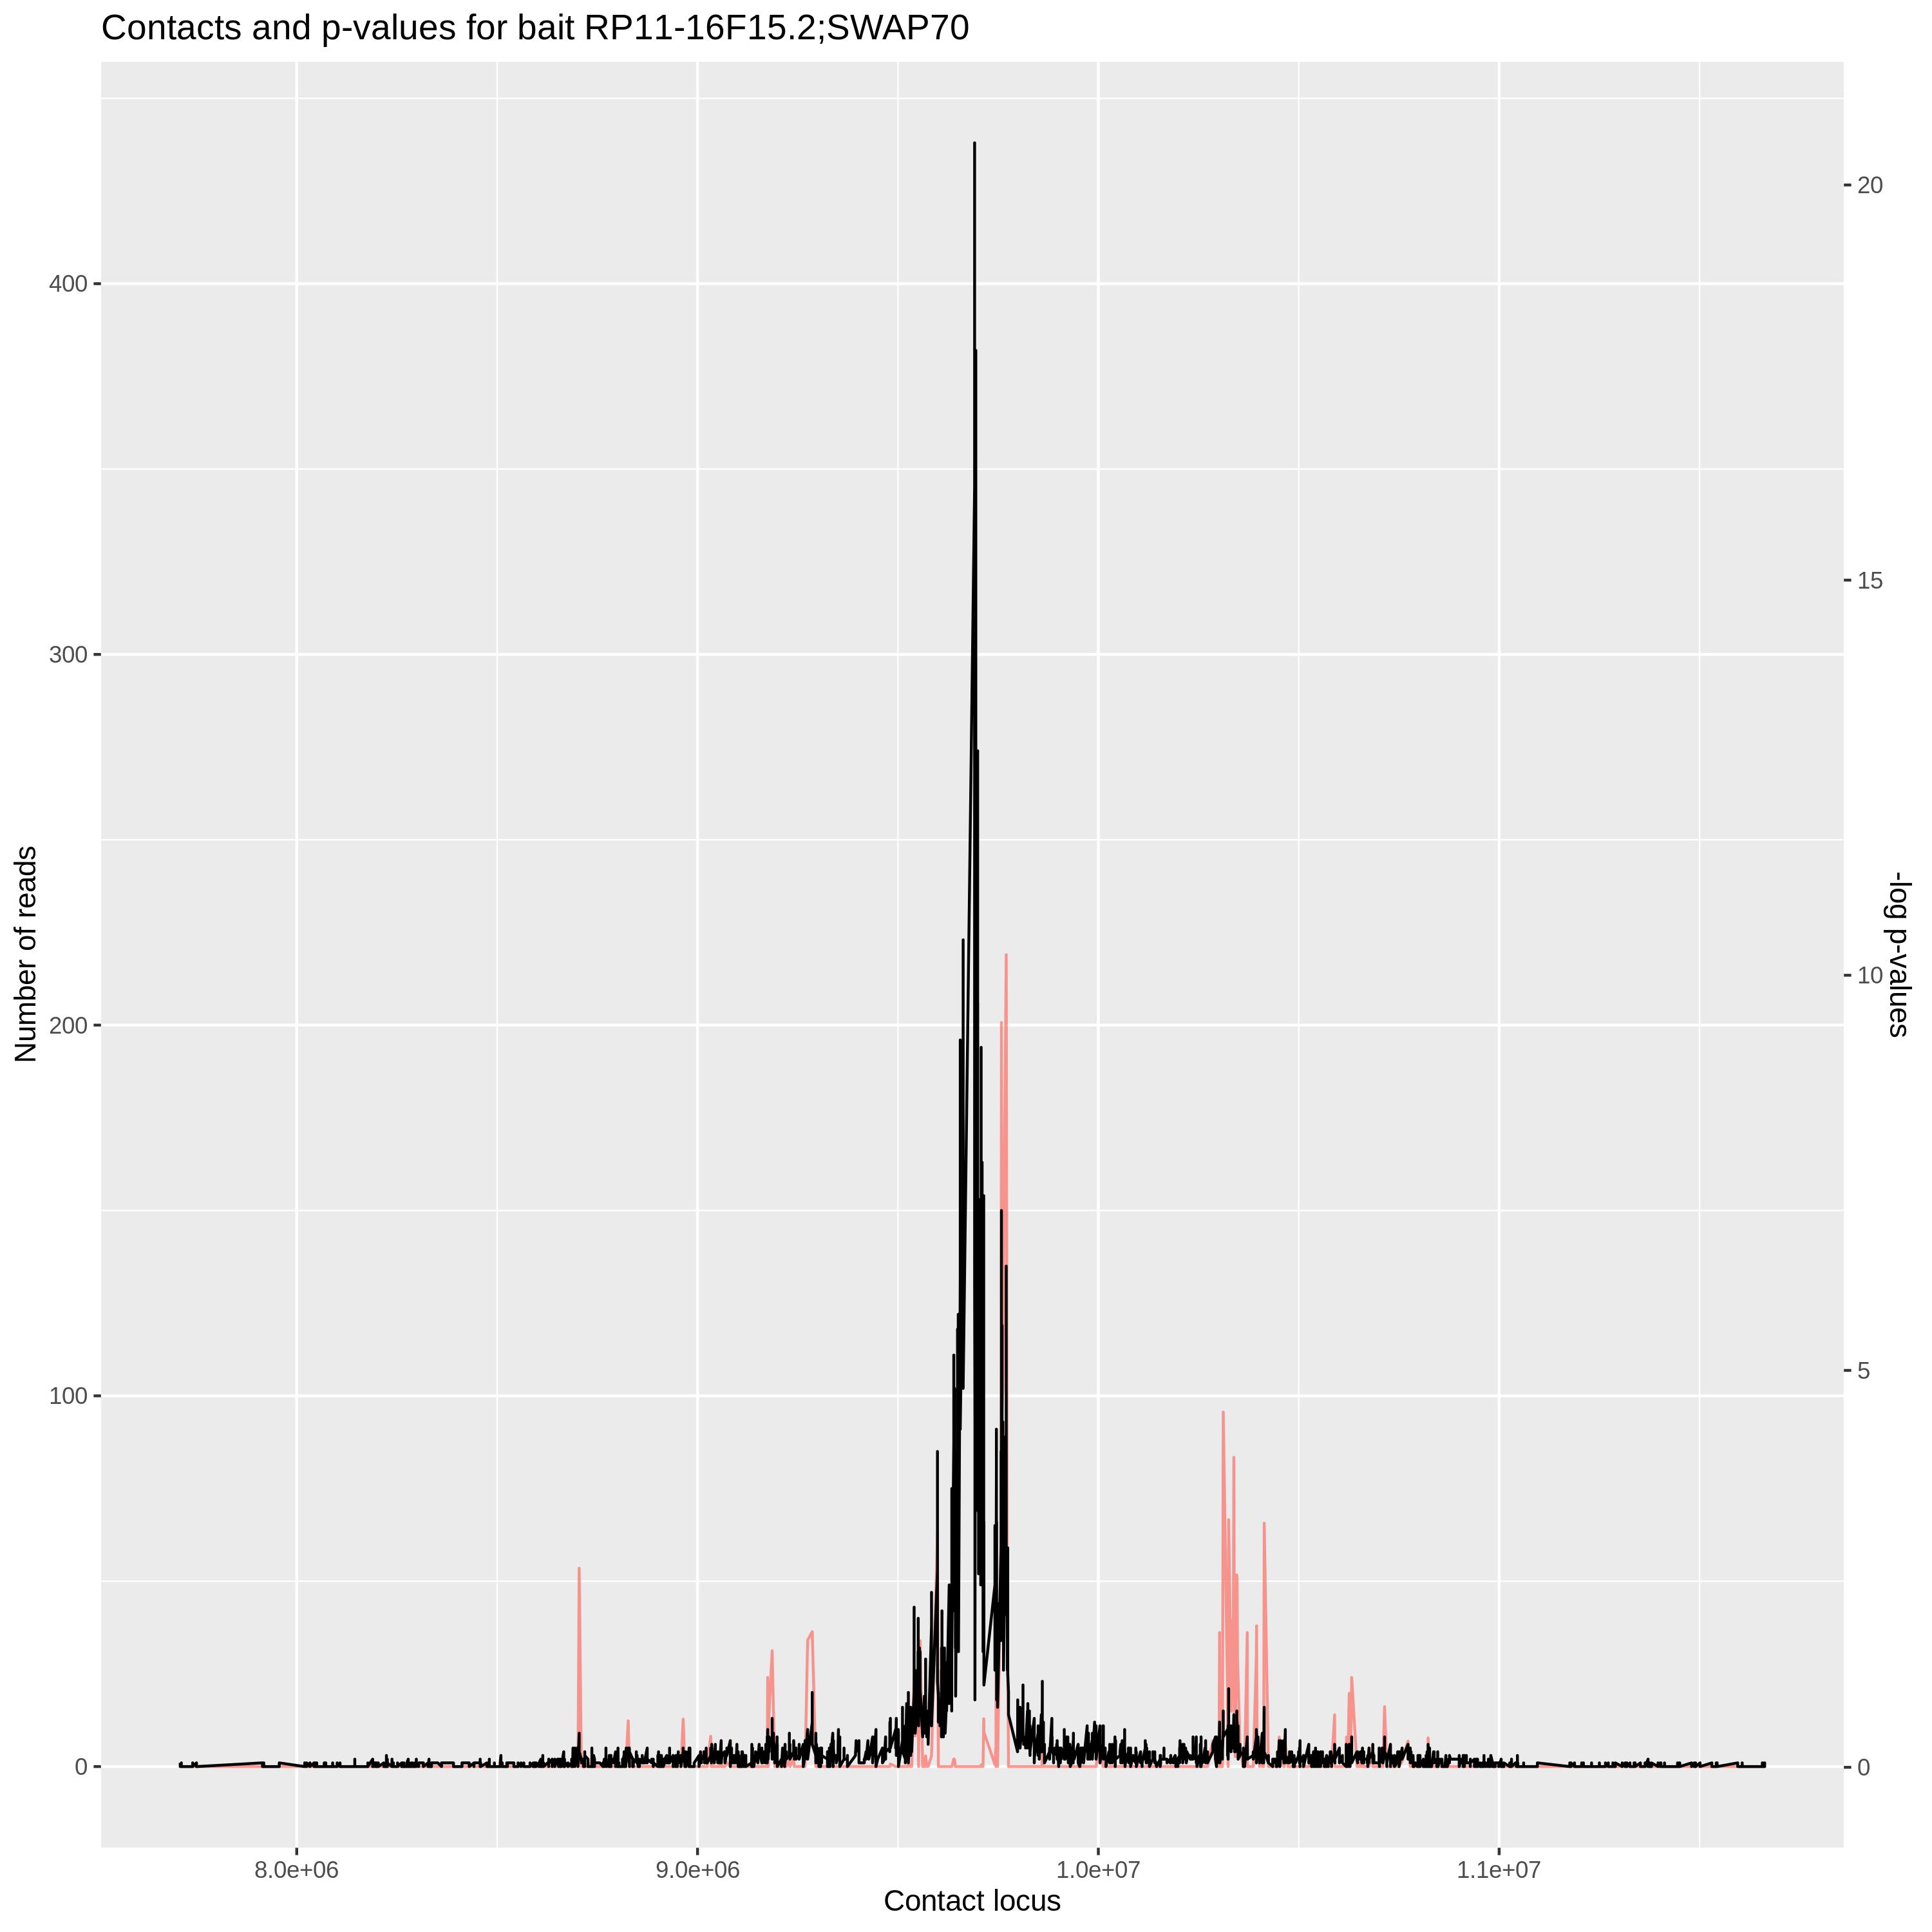 Contacts and p-values for bait RP11-16F15.2;SWAP70
400
300
200
100
0
Number of reads
20
15
10
5
0
-log p-values
8.0e+06
9.0e+06
1.0e+07
1.1e+07
Contact locus